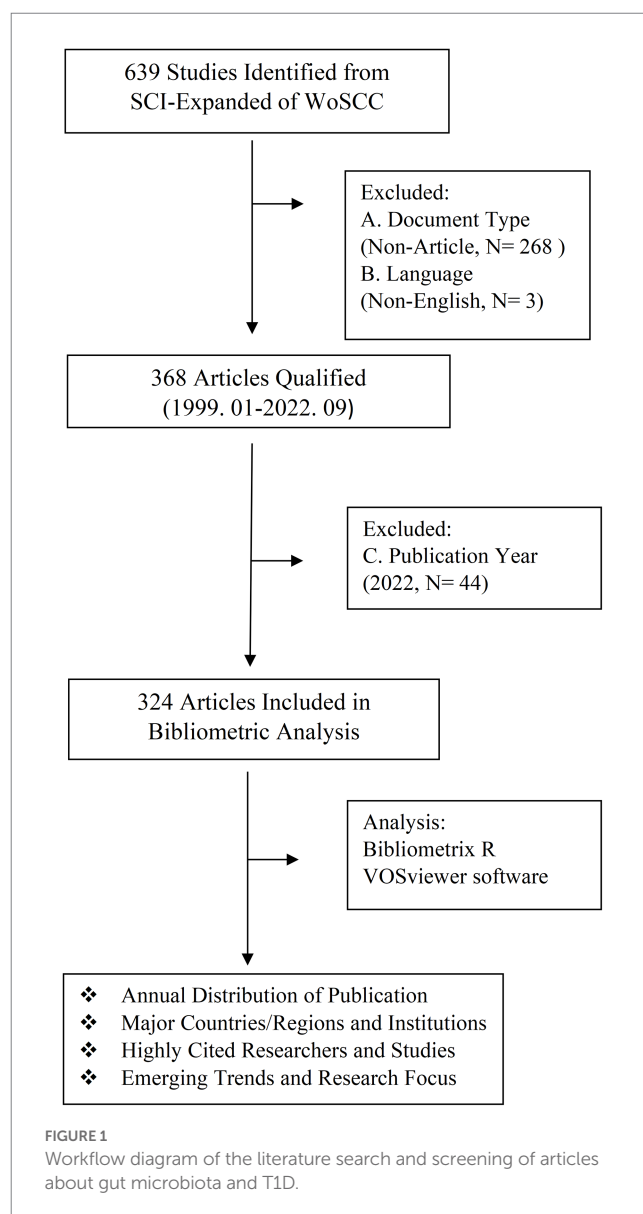 639 Studies Identified from
SCI-Expanded of WoSCC
Excluded:
A. Document Type
(Non-Article, N= 268 )
B. Language
(Non-English, N= 3)
368 Articles Qualified
(1999. 01-2022. 09)
Excluded:
C. Publication Year
(2022, N= 44)
324 Articles Included in
Bibliometric Analysis
Analysis:
Bibliometrix R
VOSviewer software
❖ Annual Distribution of Publication
❖ Major Countries/Regions and Institutions
❖ Highly Cited Researchers and Studies
❖ Emerging Trends and Research Focus
FIGURE 1
Workflow diagram of the literature search and screening of articles
about gut microbiota and T1D.